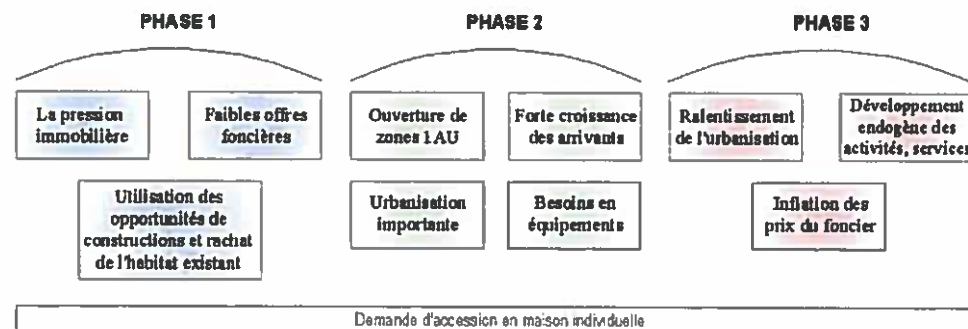 PHASE 1
La pression
immobilière
Faibles offres
foncières
Utilisation des
opportunités de
constructions et rachat
de l'habitat existant
PHASE 2
Ouverture de
zones 1AU
Forte croissance
des arrivants
Urbanisation
importante
Besoins en
équipements
PHASE 3
Ralentissement
de l'urbanisation
Développement
endogène des
activités, services
Inflation des
prix du foncier
Demande d'accession en maison individuelle